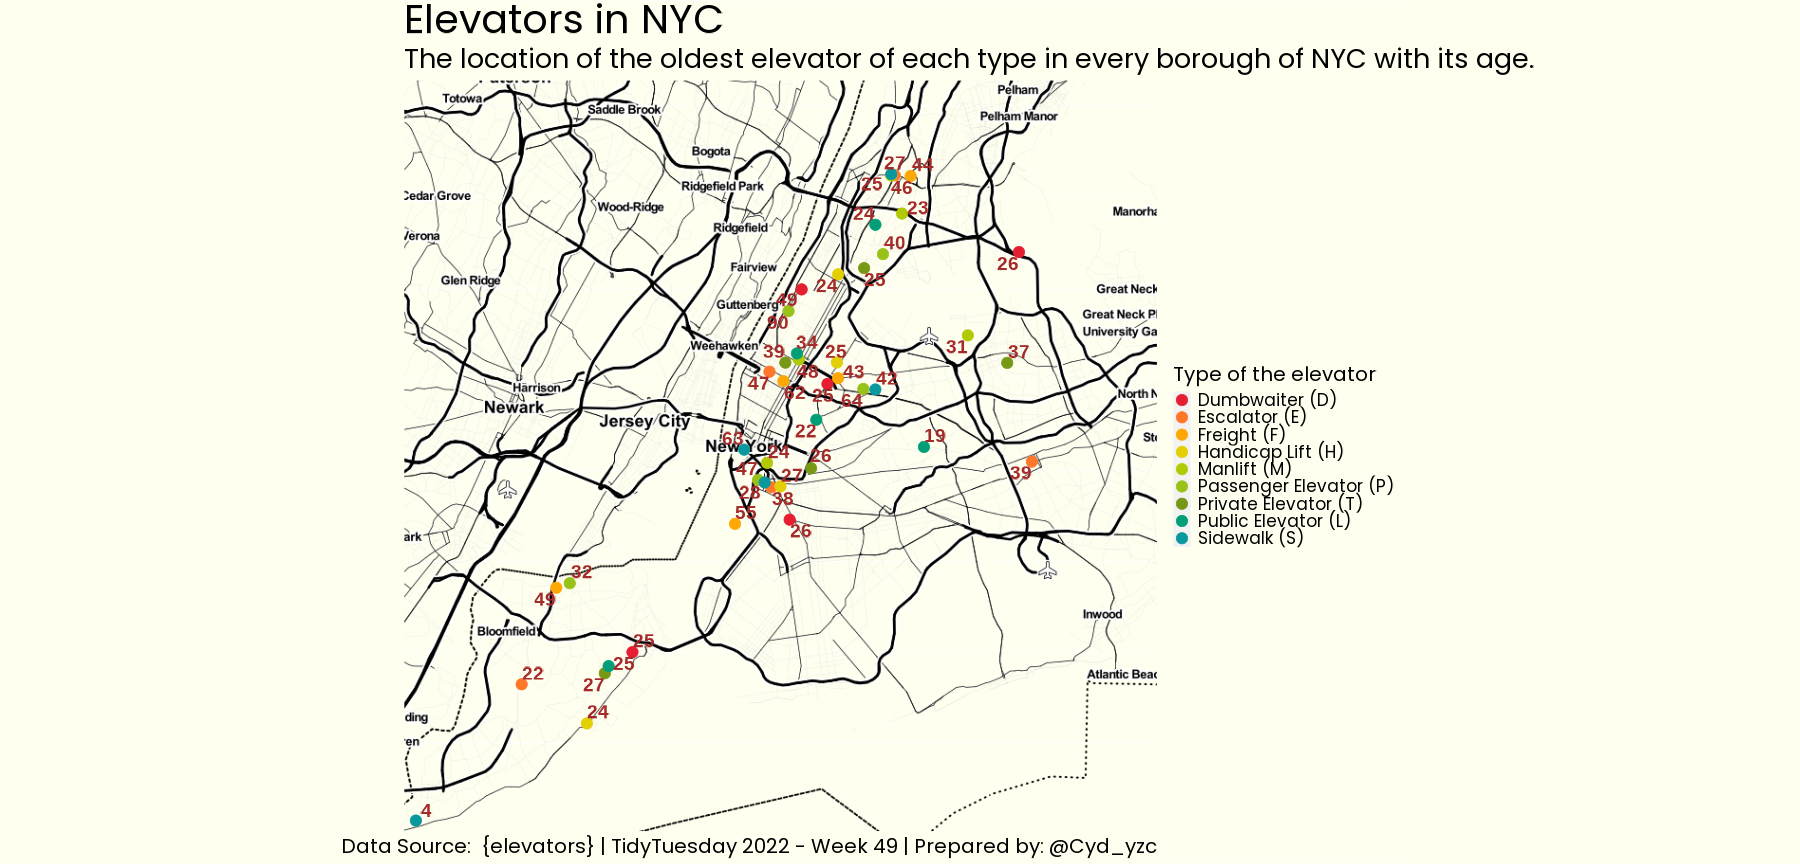 Elevators in NYC
The location of the oldest elevator of each type in every borough of NYC with its age.
Paterson
Totowa
Saddle Brook
Pelham
Pelham Manor
Bogota
27 44
25 46
Ridgefield Park
Cedar Grove
Wood-Ridge
24 23
Manorha
Verona
Ridgefield
40
Fairview
26
Glen Ridge
24 25
Great Neck
49
Guttenberg
Great Neck Pl
90
University Ga
Weehawken
39 34 25
31 37
47 48 43 42
Harrison
62 25 64
North N
Newark
Jersey City
22
63
New York
24
19
Ste
47
26
27
39
28 38
55
26
ark
32
49
Inwood
Bloomfield
25
25
22
27
Atlantic Beac
24
ding
ren
4
Type of the elevator
Dumbwaiter (D)
Escalator (E)
Freight (F)
Handicap Lift (H)
Manlift (M)
Passenger Elevator (P)
Private Elevator (T)
Public Elevator (L)
Sidewalk (S)
Data Source:  {elevators} | TidyTuesday 2022 - Week 49 | Prepared by: @Cyd_yzc